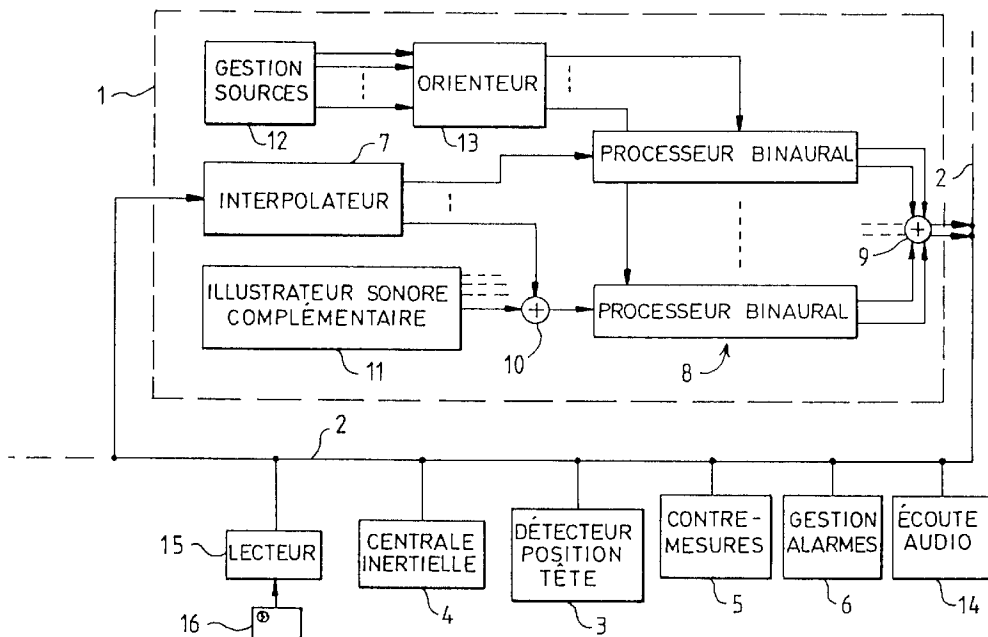 1
GESTION
SOURCES
12
ORIENTEUR
13
PROCESSEUR BINAURAL
2
7
INTERPOLATEUR
9
ILLUSTRATEUR SONORE
COMPLÉMENTAIRE
11
10
PROCESSEUR BINAURAL
8
2
15
LECTEUR
16
CENTRALE
INERTIELLE
4
DÉTECTEUR
POSITION
TÊTE
3
CONTRE-
MESURES
5
GESTION
ALARMES
6
ÉCOUTE
AUDIO
14